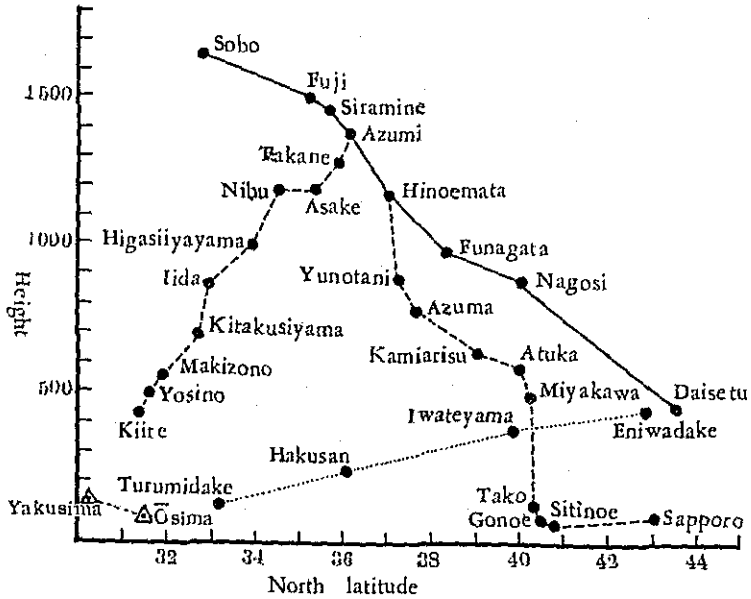 Sobo
Fuji
1500
Siramine
Azumi
Takane
Nibu
Asake
Hinoemata
Higasiiyayama
1000
Funagata
Iida
Yunotani
Nagosi
Height
Azuma
Kitakusiyama
Kamiarisu
Atuka
Makizono
500
Yosino
Miyakawa
Daisetu
Kiire
Iwateyama
Eniwadake
Hakusan
Turumidake
Tako
Yakusima
Ōsima
Gonoe
Sitinoe
Sapporo
32 34 36 38 40 42 44
North latitude